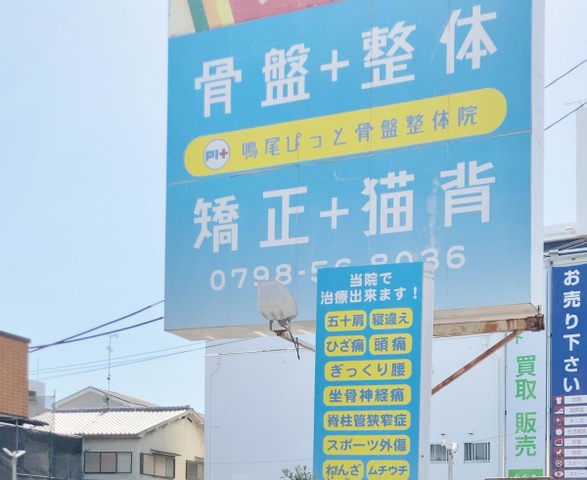 骨盤+整体
PI+ 鳴尾ぴっと骨盤整体院
矯正+猫背
0798-56-8036
当院で
治療出来ます!
五十肩 寝違え
ひざ痛 頭痛
ぎっくり腰
坐骨神経痛
脊柱管狭窄症
スポーツ外傷
ねんざ ムチウチ
買取 販売
お売り下さい